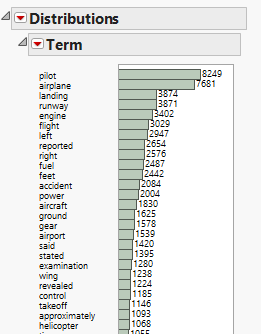 Distributions
Term
pilot 8249
airplane 7681
landing 3874
runway 3871
engine 3402
flight 3029
left 2947
reported 2654
right 2576
fuel 2487
feet 2442
accident 2084
power 2004
aircraft 1830
ground 1625
gear 1578
airport 1539
said 1420
stated 1395
examination 1280
wing 1238
revealed 1224
control 1185
takeoff 1146
approximately 1093
helicopter 1068